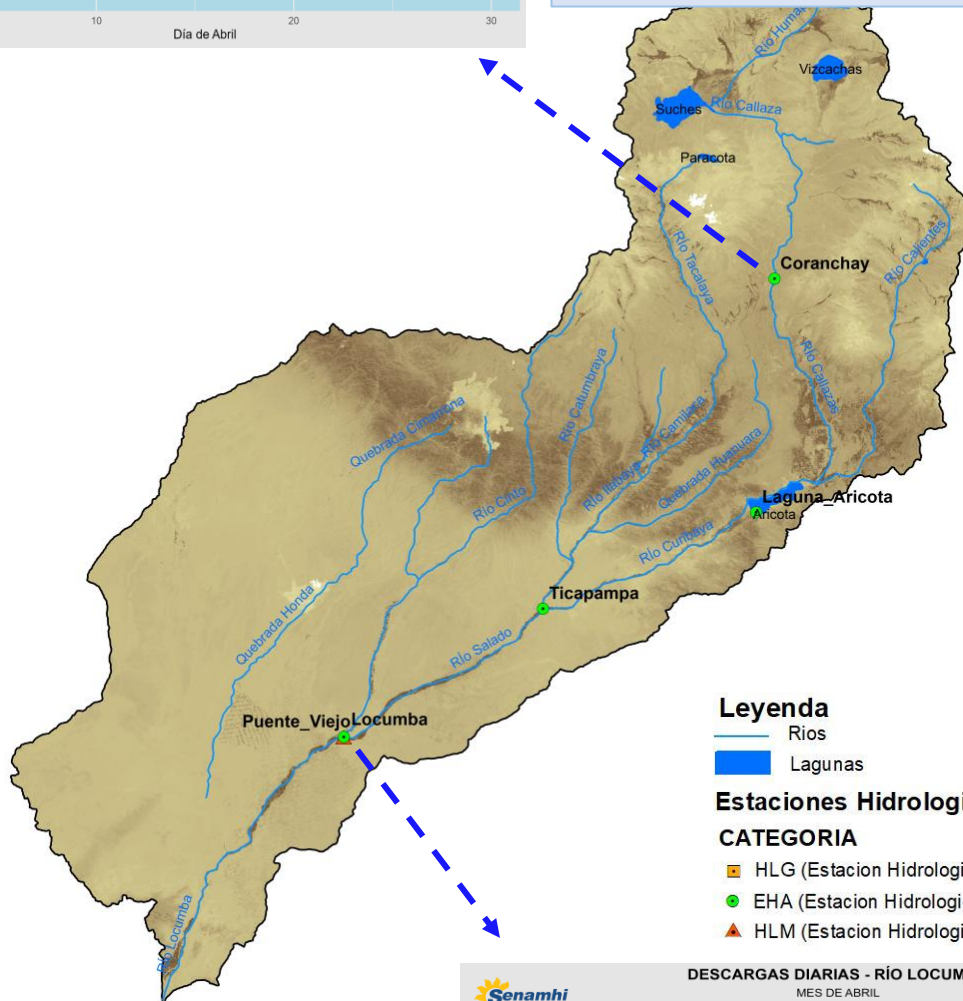 10
20
30
Día de Abril
Vizcachas
Suches
Río Callaza
Paracota
Río Tacalaya
Coranchay
Río Calientes
Río Callazas
Río Catumbraya
Río Camilaca
Río Ilabaya
Quebrada Huanuara
Quebrada Cimarrona
Río Cinto
Laguna_Aricota
Aricota
Río Curibaya
Ticapampa
Quebrada Honda
Río Salado
Puente_Viejo
Locumba
Río Locumba
Leyenda
Rios
Lagunas
Estaciones Hidrologi
CATEGORIA
HLG (Estacion Hidrologi
EHA (Estacion Hidrologi
HLM (Estacion Hidrologi
Senamhi
DESCARGAS DIARIAS - RÍO LOCUM
MES DE ABRIL